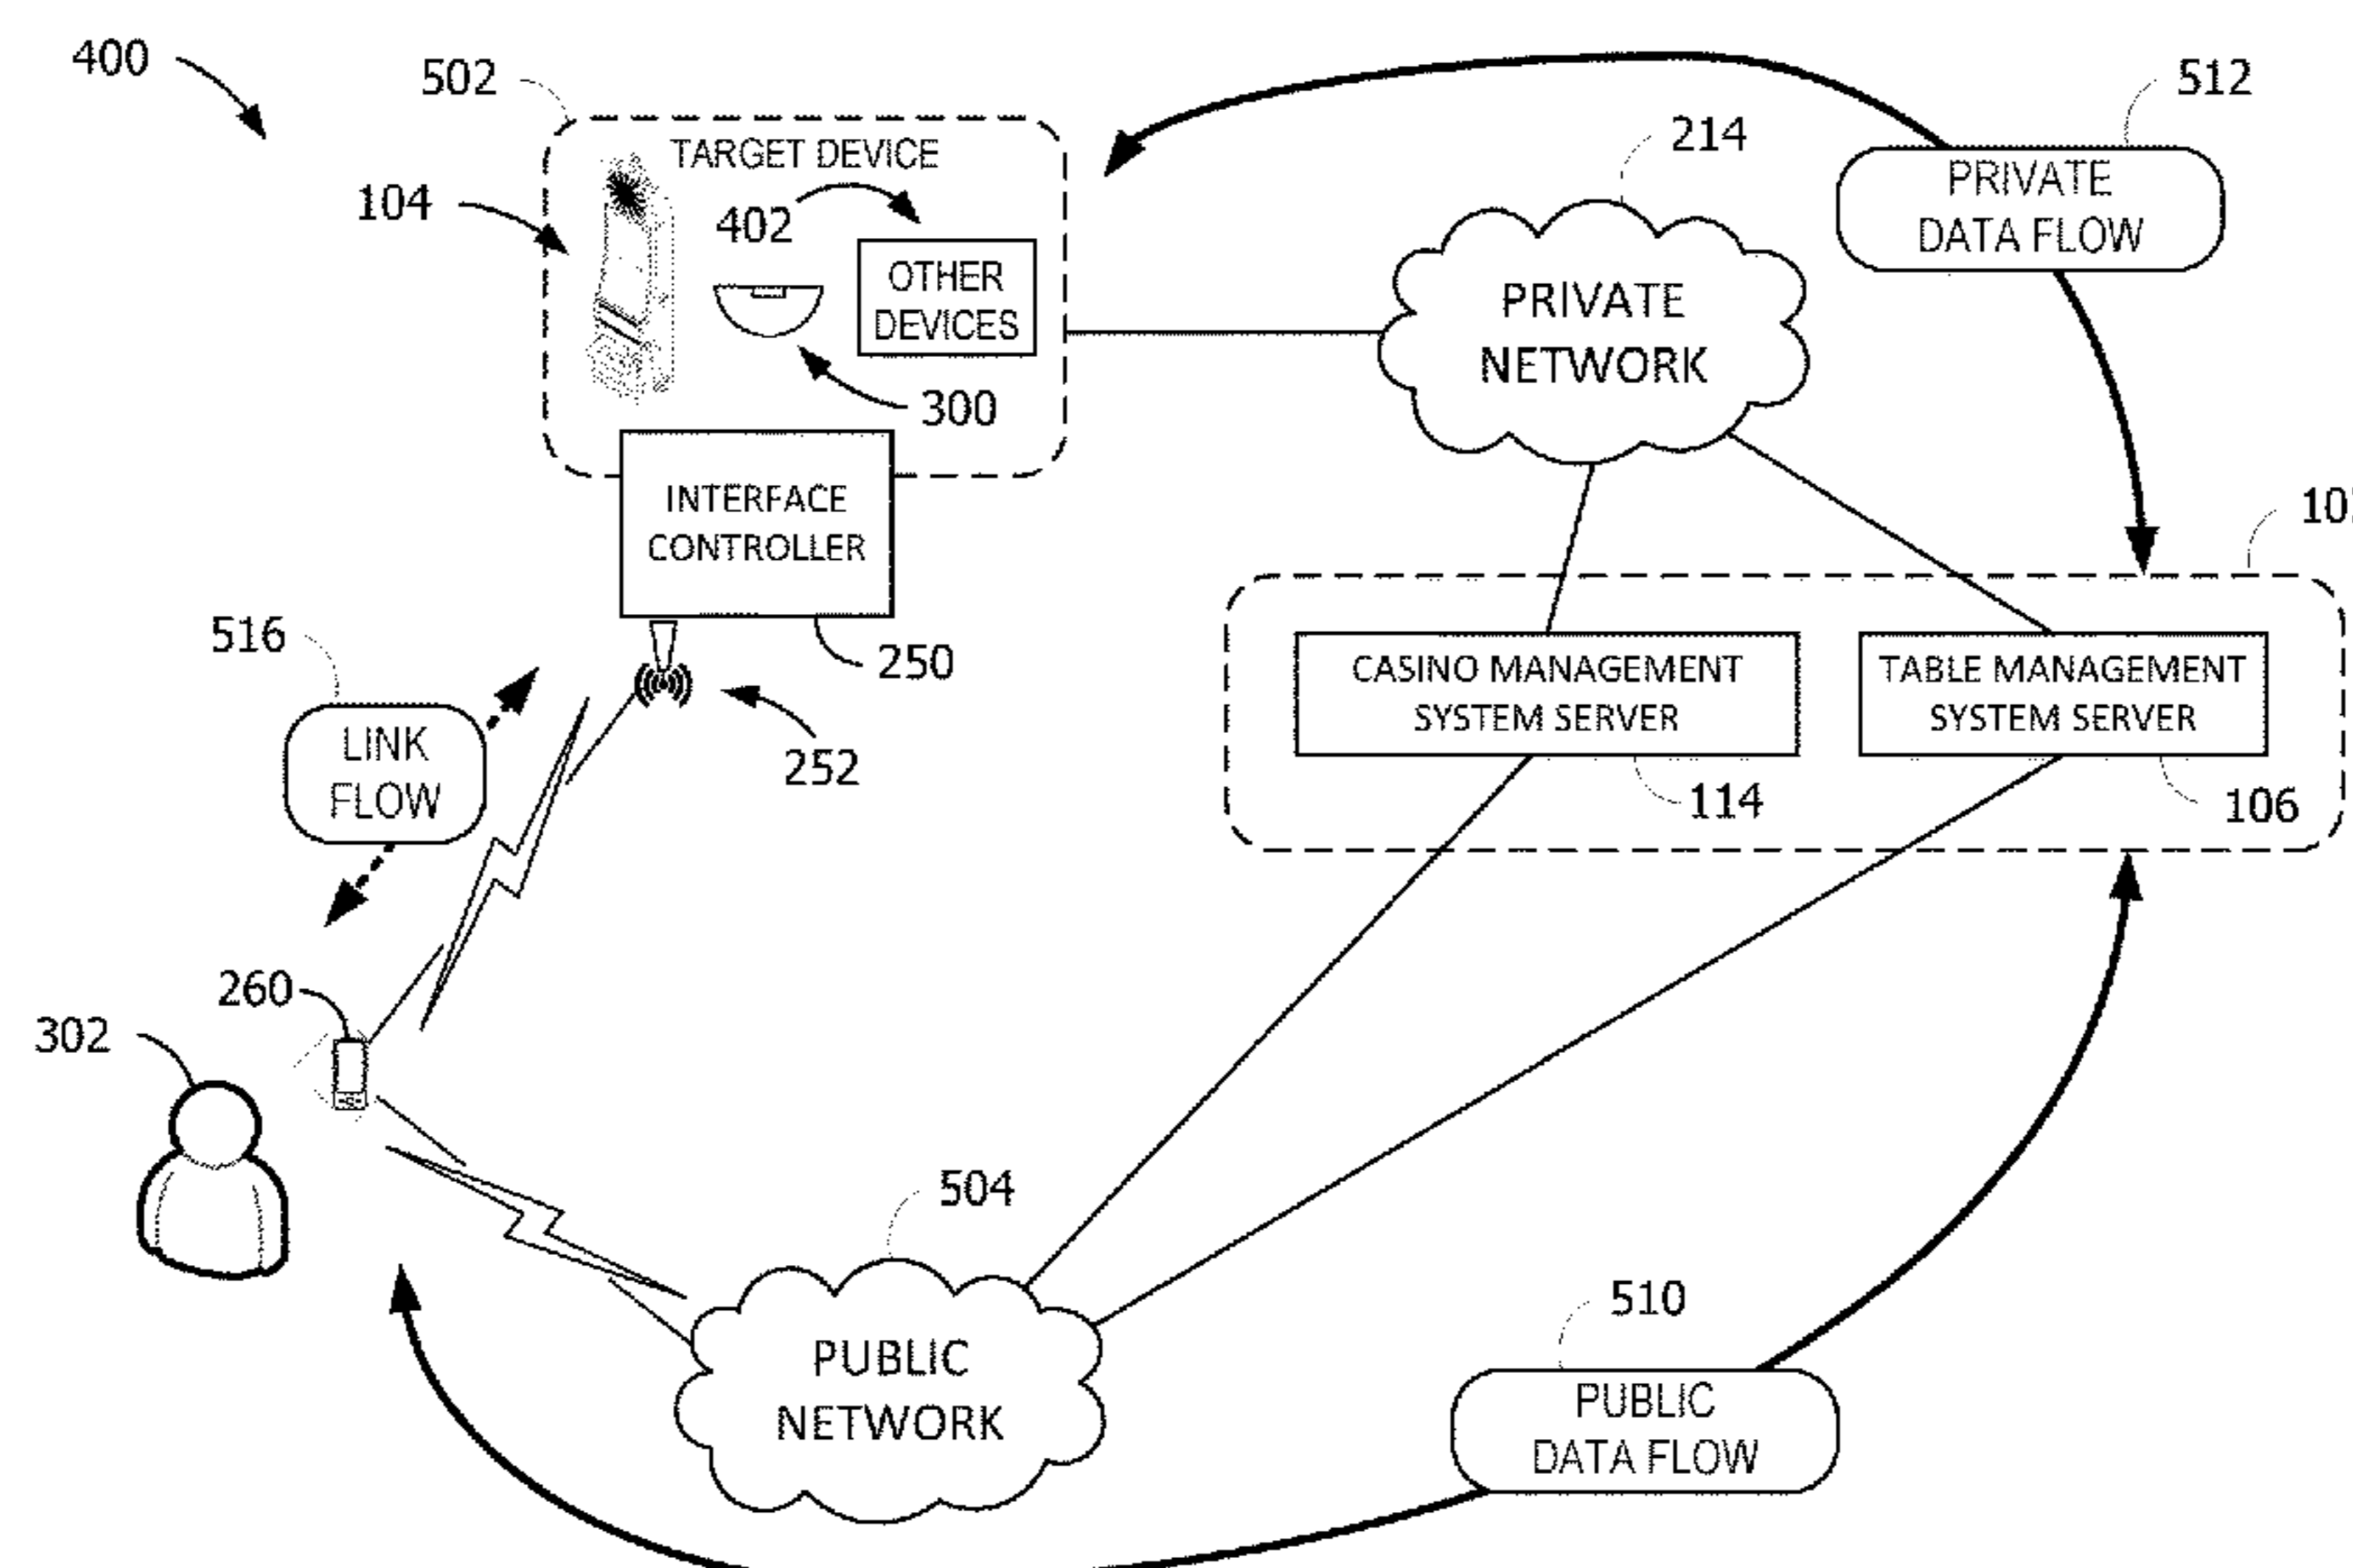 400
502
512
TARGET DEVICE
214
PRIVATE
DATA FLOW
104
402
OTHER
DEVICES
PRIVATE
NETWORK
300
INTERFACE
CONTROLLER
516
250
CASINO MANAGEMENT
SYSTEM SERVER
TABLE MANAGEMENT
SYSTEM SERVER
LINK
FLOW
252
114
106
260
302
504
510
PUBLIC
NETWORK
PUBLIC
DATA FLOW